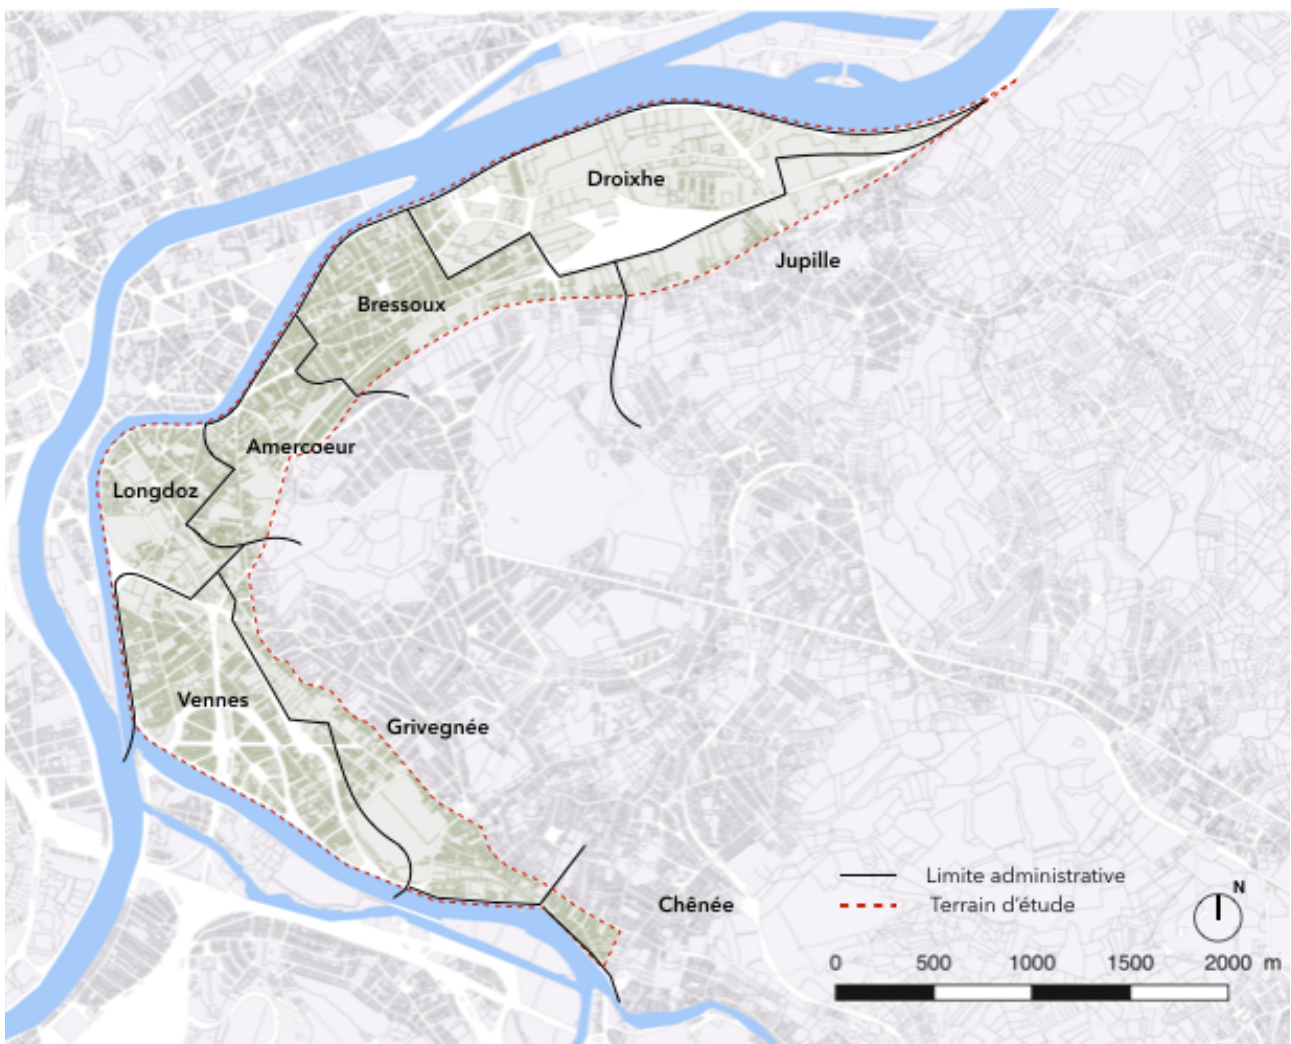 Droixhe
Jupille
Bressoux
Amercoeur
Longdoz
Vennes
Grivegnée
Chênée
Limite administrative
Terrain d'étude
N
0 500 1000 1500 2000 m